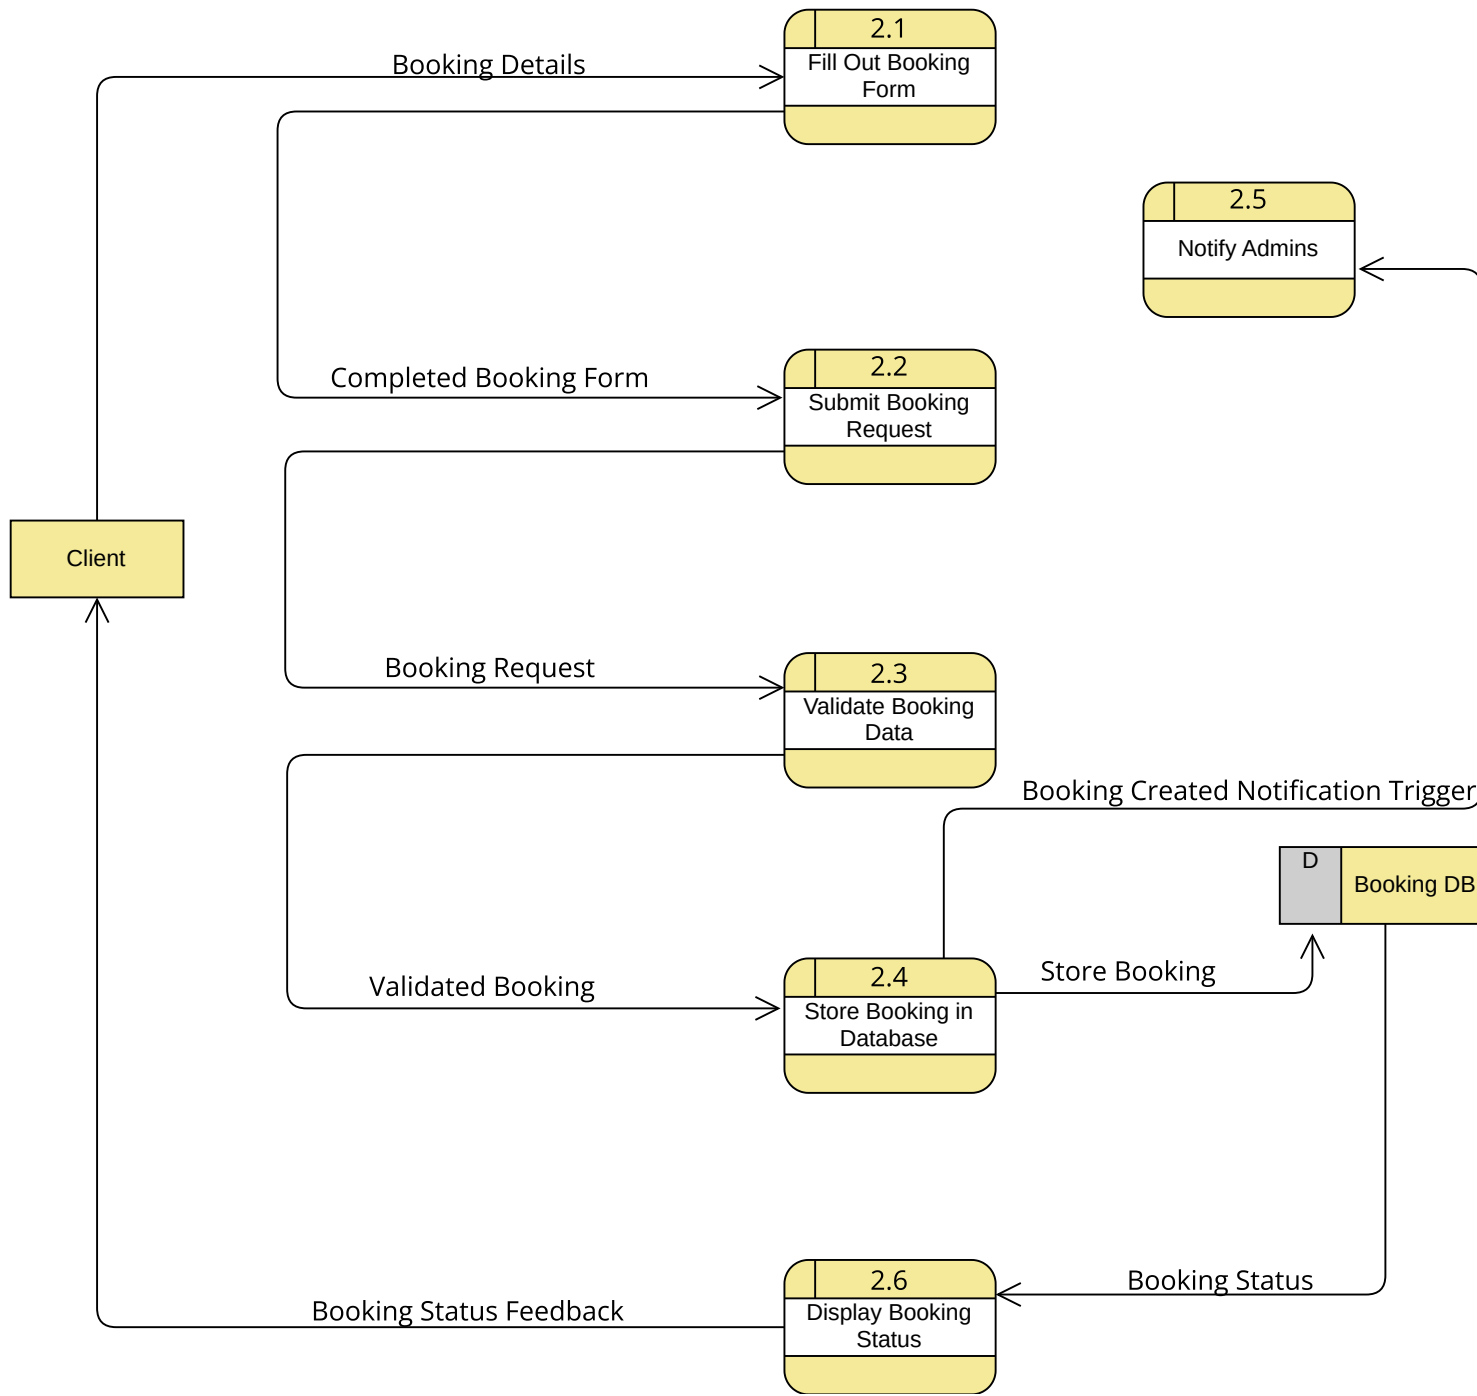 2.1
Booking Details
Fill Out Booking
Form
2.5
Notify Admins
2.2
Completed Booking Form
Submit Booking
Request
Client
Booking Request
2.3
Validate Booking
Data
Booking Created Notification Trigger
D
Booking DB
2.4
Store Booking
Validated Booking
Store Booking in
Database
2.6
Booking Status
Booking Status Feedback
Display Booking
Status